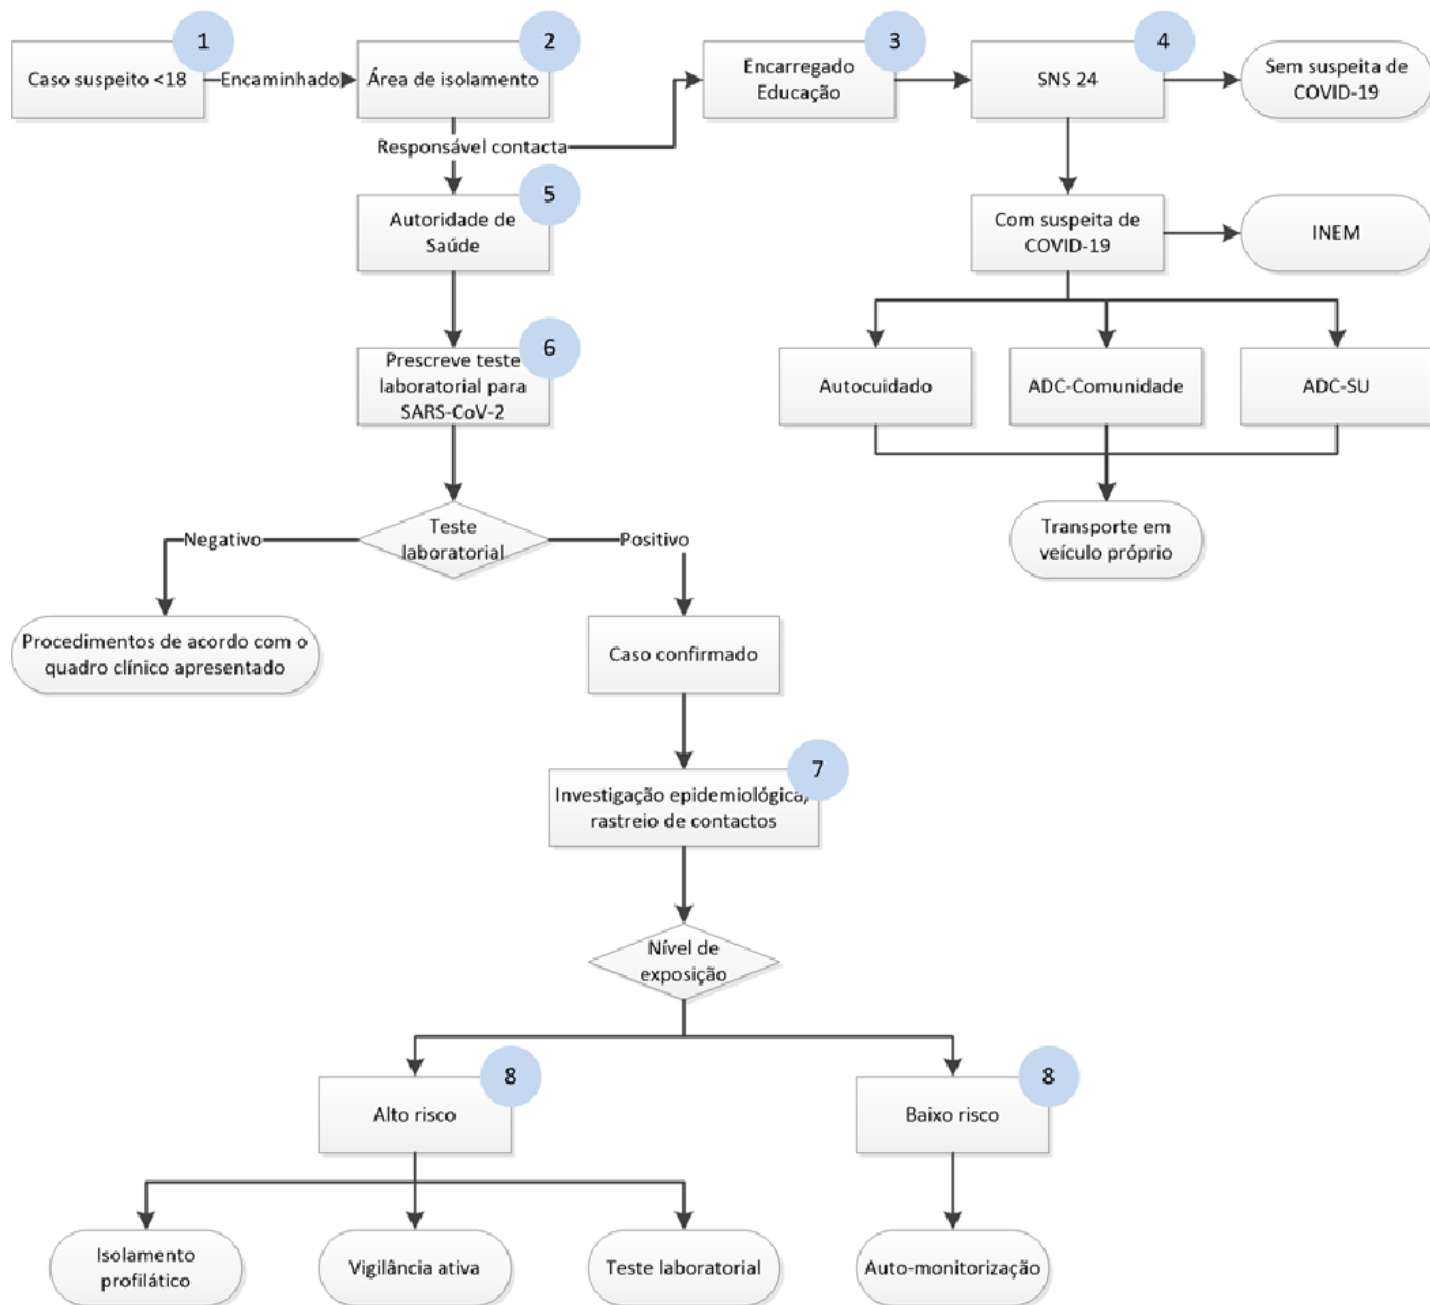 1
Caso suspeito <18
Encaminhado
2
Área de isolamento
3
Encarregado
Educação
4
SNS 24
Sem suspeita de
COVID-19
Responsável contacta
5
Autoridade de
Saúde
Com suspeita de
COVID-19
INEM
6
Prescreve teste
laboratorial para
SARS-CoV-2
Autocuidado
ADC-Comunidade
ADC-SU
Negativo
Teste
laboratorial
Positivo
Transporte em
veículo próprio
Procedimentos de acordo com o
quadro clínico apresentado
Caso confirmado
7
Investigação epidemiológica/
rastreio de contactos
Nível de
exposição
8
Alto risco
8
Baixo risco
Isolamento
profilático
Vigilância ativa
Teste laboratorial
Auto-monitorização